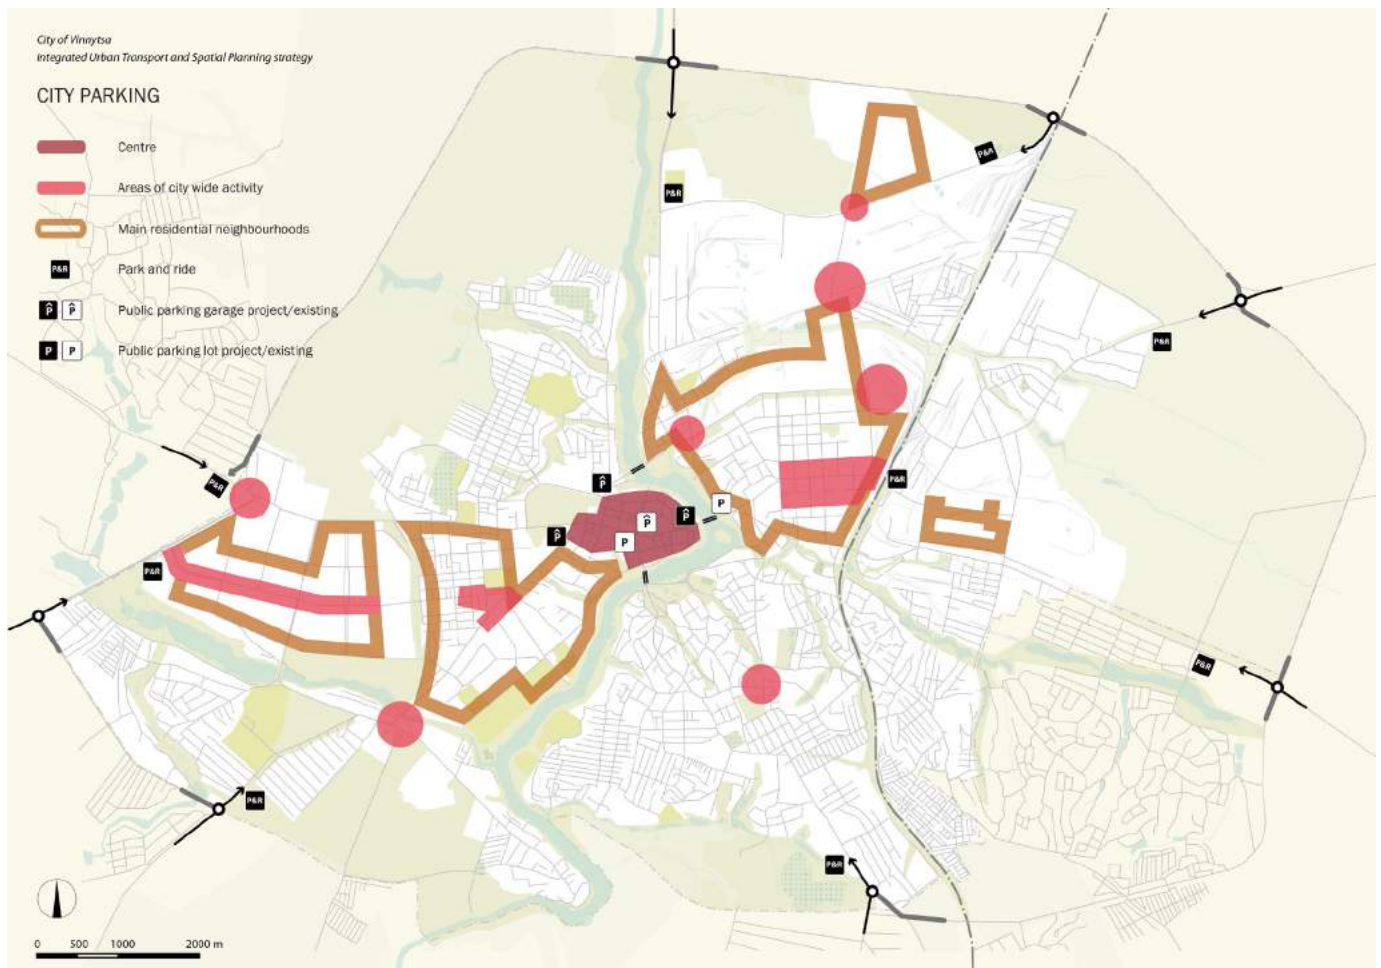 City of Vinnytsa
Integrated Urban Transport and Spatial Planning strategy
CITY PARKING
Centre
Areas of city wide activity
Main residential neighbourhoods
P&R Park and ride
P P Public parking garage project/existing
P P Public parking lot project/existing
P&R
P&R
P&R
P&R
P&R
P
P
P
P
P
P
P&R
P&R
P&R
P&R
0 500 1000 2000 m